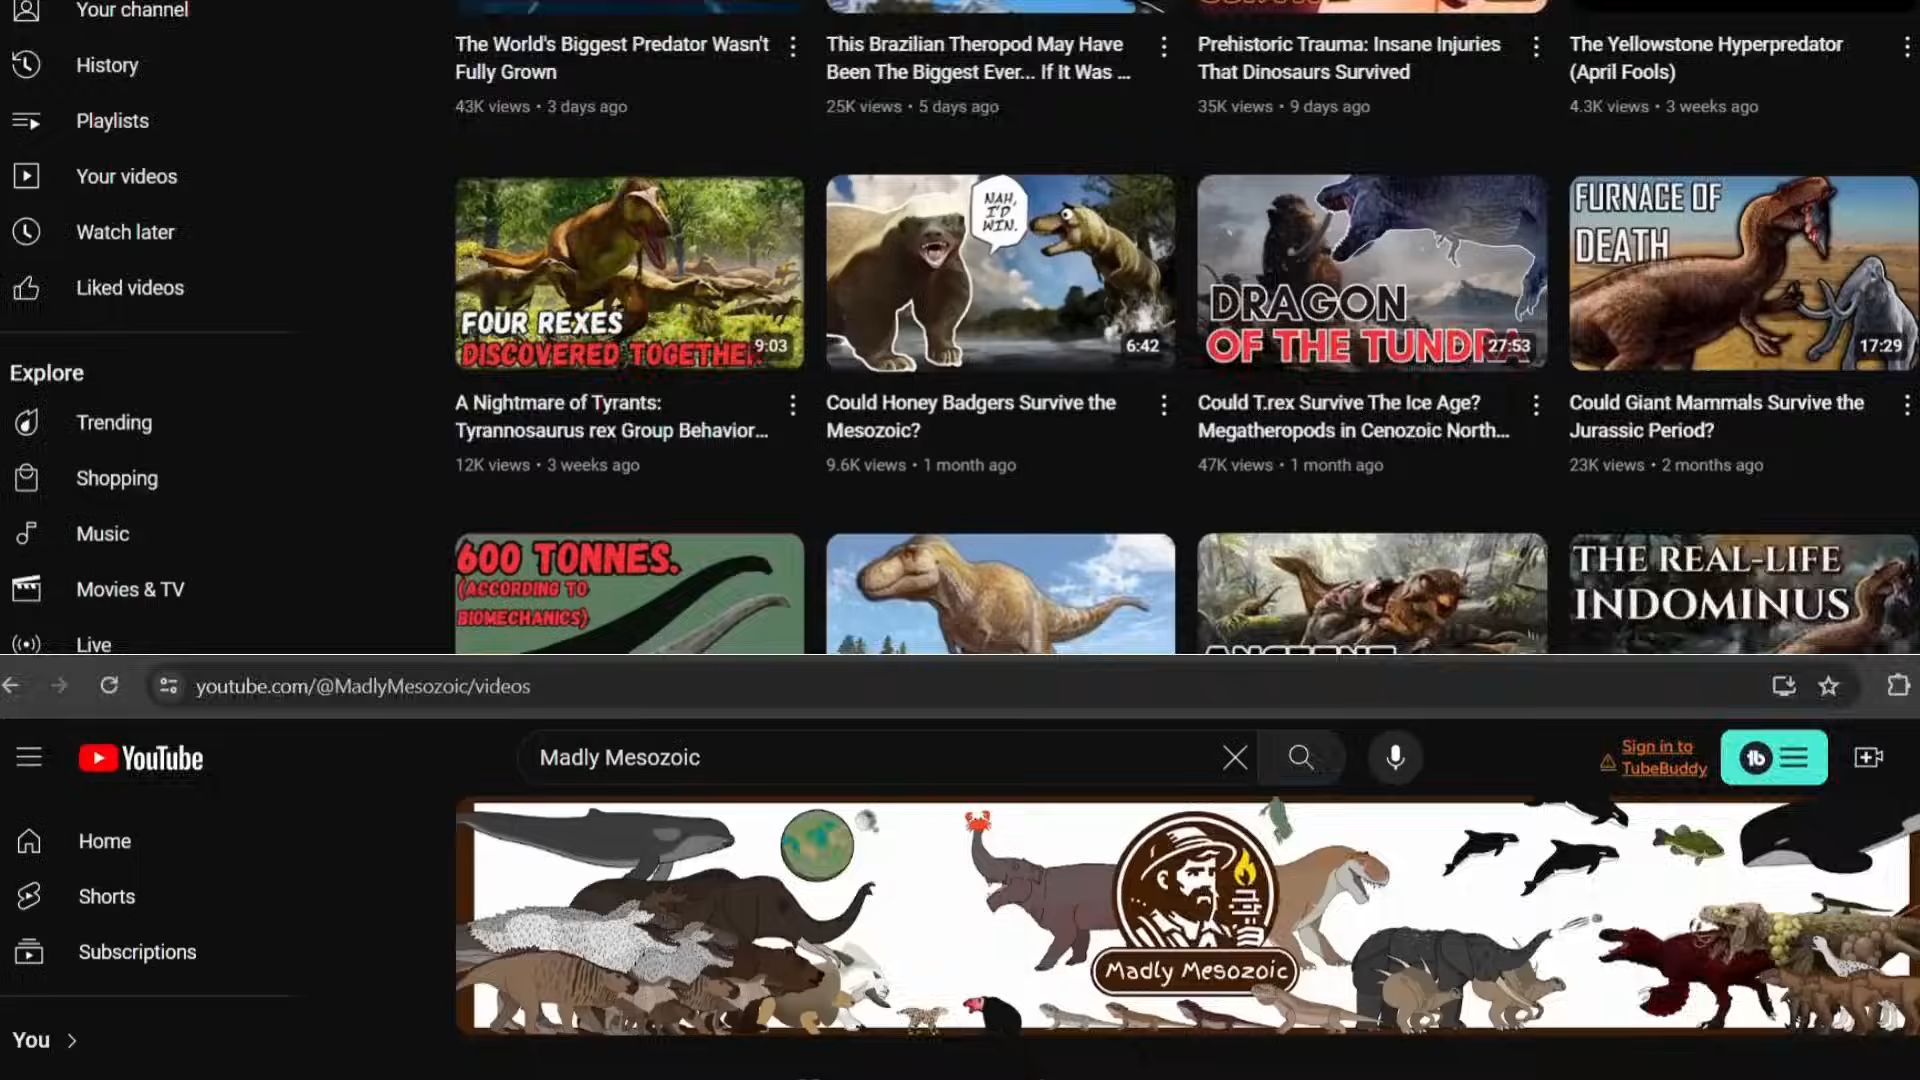 Your channel
History
Playlists
Your videos
Watch later
Liked videos
Explore
Trending
Shopping
Music
Movies & TV
Live
The World's Biggest Predator Wasn't
Fully Grown
43K views • 3 days ago
This Brazilian Theropod May Have
Been The Biggest Ever... If It Was ...
25K views • 5 days ago
Prehistoric Trauma: Insane Injuries
That Dinosaurs Survived
35K views • 9 days ago
The Yellowstone Hyperpredator
(April Fools)
4.3K views • 3 weeks ago
FOUR REXES
DISCOVERED TOGETHER
9:03
A Nightmare of Tyrants:
Tyrannosaurus rex Group Behavior...
12K views • 3 weeks ago
NAH,
I'D
WIN.
6:42
Could Honey Badgers Survive the
Mesozoic?
9.6K views • 1 month ago
DRAGON
OF THE TUNDRA
27:53
Could T.rex Survive The Ice Age?
Megatheropods in Cenozoic North...
47K views • 1 month ago
FURNACE OF
DEATH
17:29
Could Giant Mammals Survive the
Jurassic Period?
23K views • 2 months ago
600 TONNES.
(ACCORDING TO
BIOMECHANICS)
THE REAL-LIFE
INDOMINUS
youtube.com/@MadlyMesozoic/videos
YouTube
Madly Mesozoic
Sign in to
TubeBuddy
tb
Home
Shorts
Subscriptions
You
Madly Mesozoic